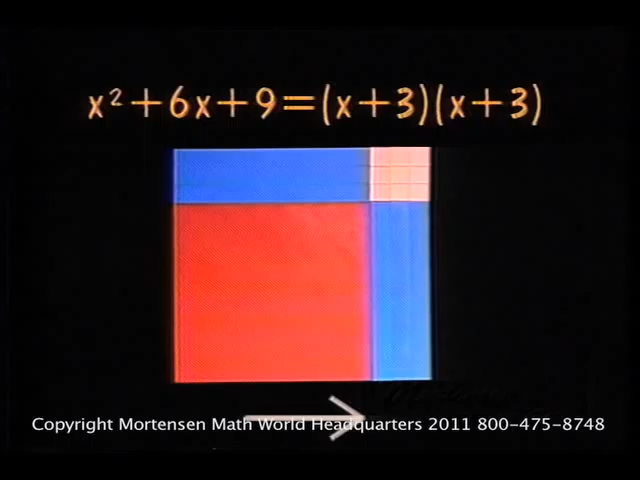 x² + 6x + 9 = (x + 3)(x + 3)
Copyright Mortensen Math World Headquarters 2011 800-475-8748